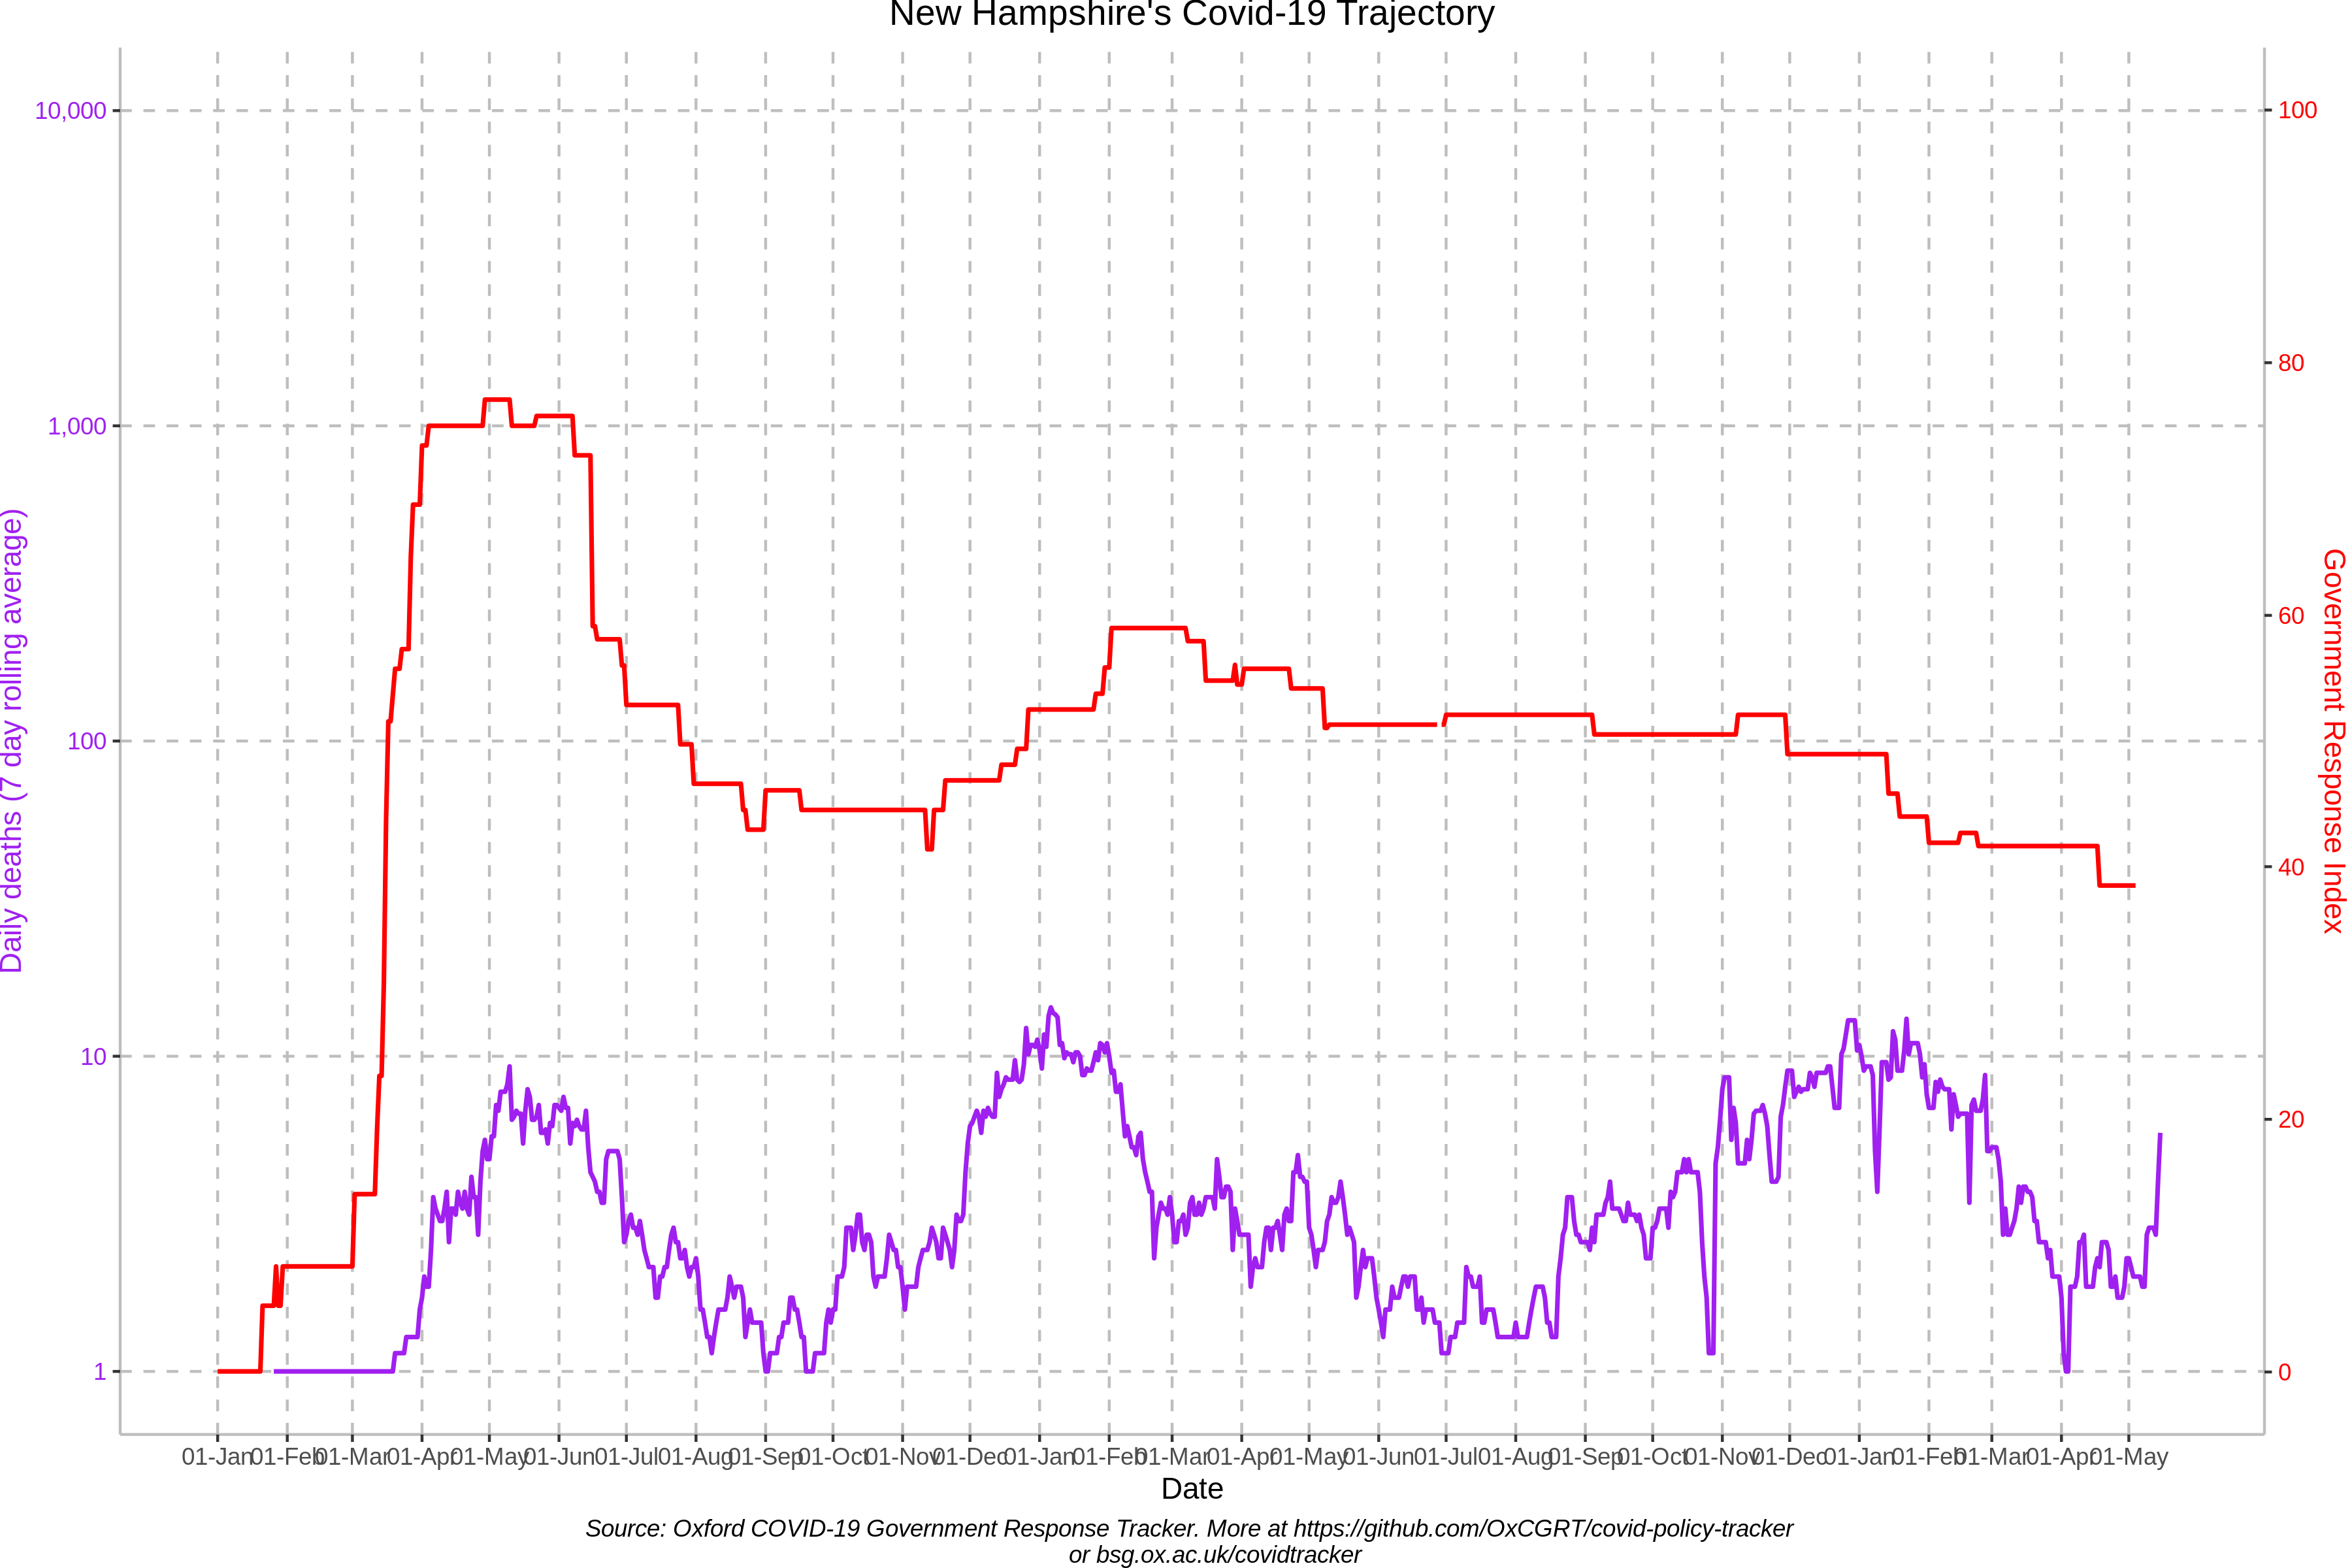 New Hampshire's Covid-19 Trajectory
10,000
1,000
100
10
1
Daily deaths (7 day rolling average)
100
80
60
40
20
0
Government Response Index
01-Jan 01-Feb 01-Mar 01-Apr 01-May 01-Jun 01-Jul 01-Aug 01-Sep 01-Oct 01-Nov 01-Dec 01-Jan 01-Feb 01-Mar 01-Apr 01-May 01-Jun 01-Jul 01-Aug 01-Sep 01-Oct 01-Nov 01-Dec 01-Jan 01-Feb 01-Mar 01-Apr 01-May
Date
Source: Oxford COVID-19 Government Response Tracker. More at https://github.com/OxCGRT/covid-policy-tracker
or bsg.ox.ac.uk/covidtracker